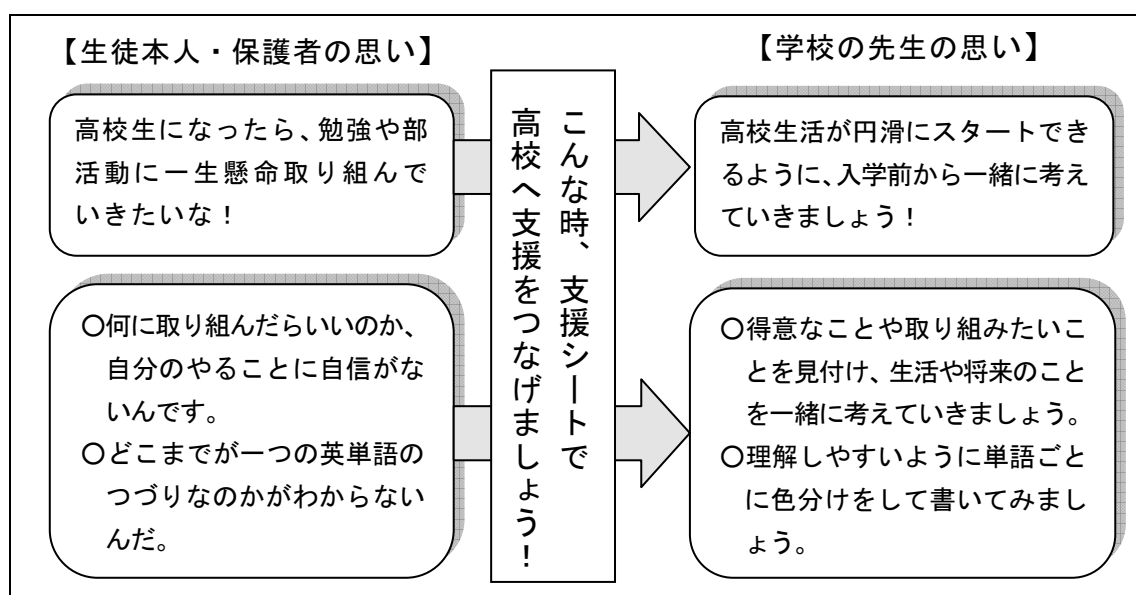 【生徒本人・保護者の思い】
高校生になったら、勉強や部
活動に一生懸命取り組んで
いきたいな！
○何に取り組んだらいいのか、
自分のやることに自信がな
いんです。
○どこまでが一つの英単語の
つづりなのかがわからない
んだ。
こんな時、支援シートで
高校へ支援をつなげましょう！
【学校の先生の思い】
高校生活が円滑にスタートでき
るように、入学前から一緒に考え
ていきましょう！
○得意なことや取り組みたいこ
とを見付け、生活や将来のこと
を一緒に考えていきましょう。
○理解しやすいように単語ごと
に色分けをして書いてみまし
ょう。